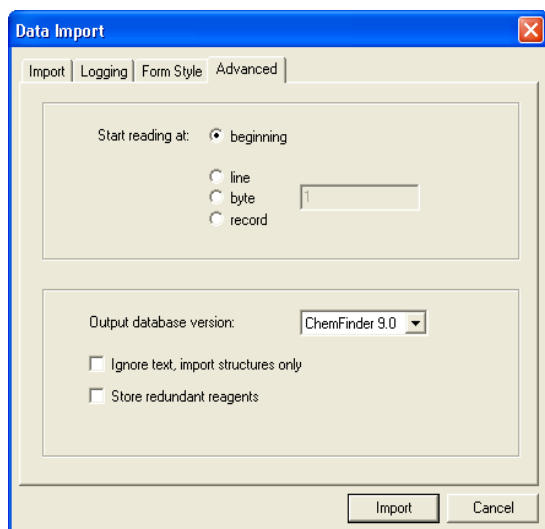 Data Import
Import Logging Form Style Advanced
Start reading at: beginning
line
byte 1
record
Output database version: ChemFinder 9.0
Ignore text, import structures only
Store redundant reagents
Import Cancel